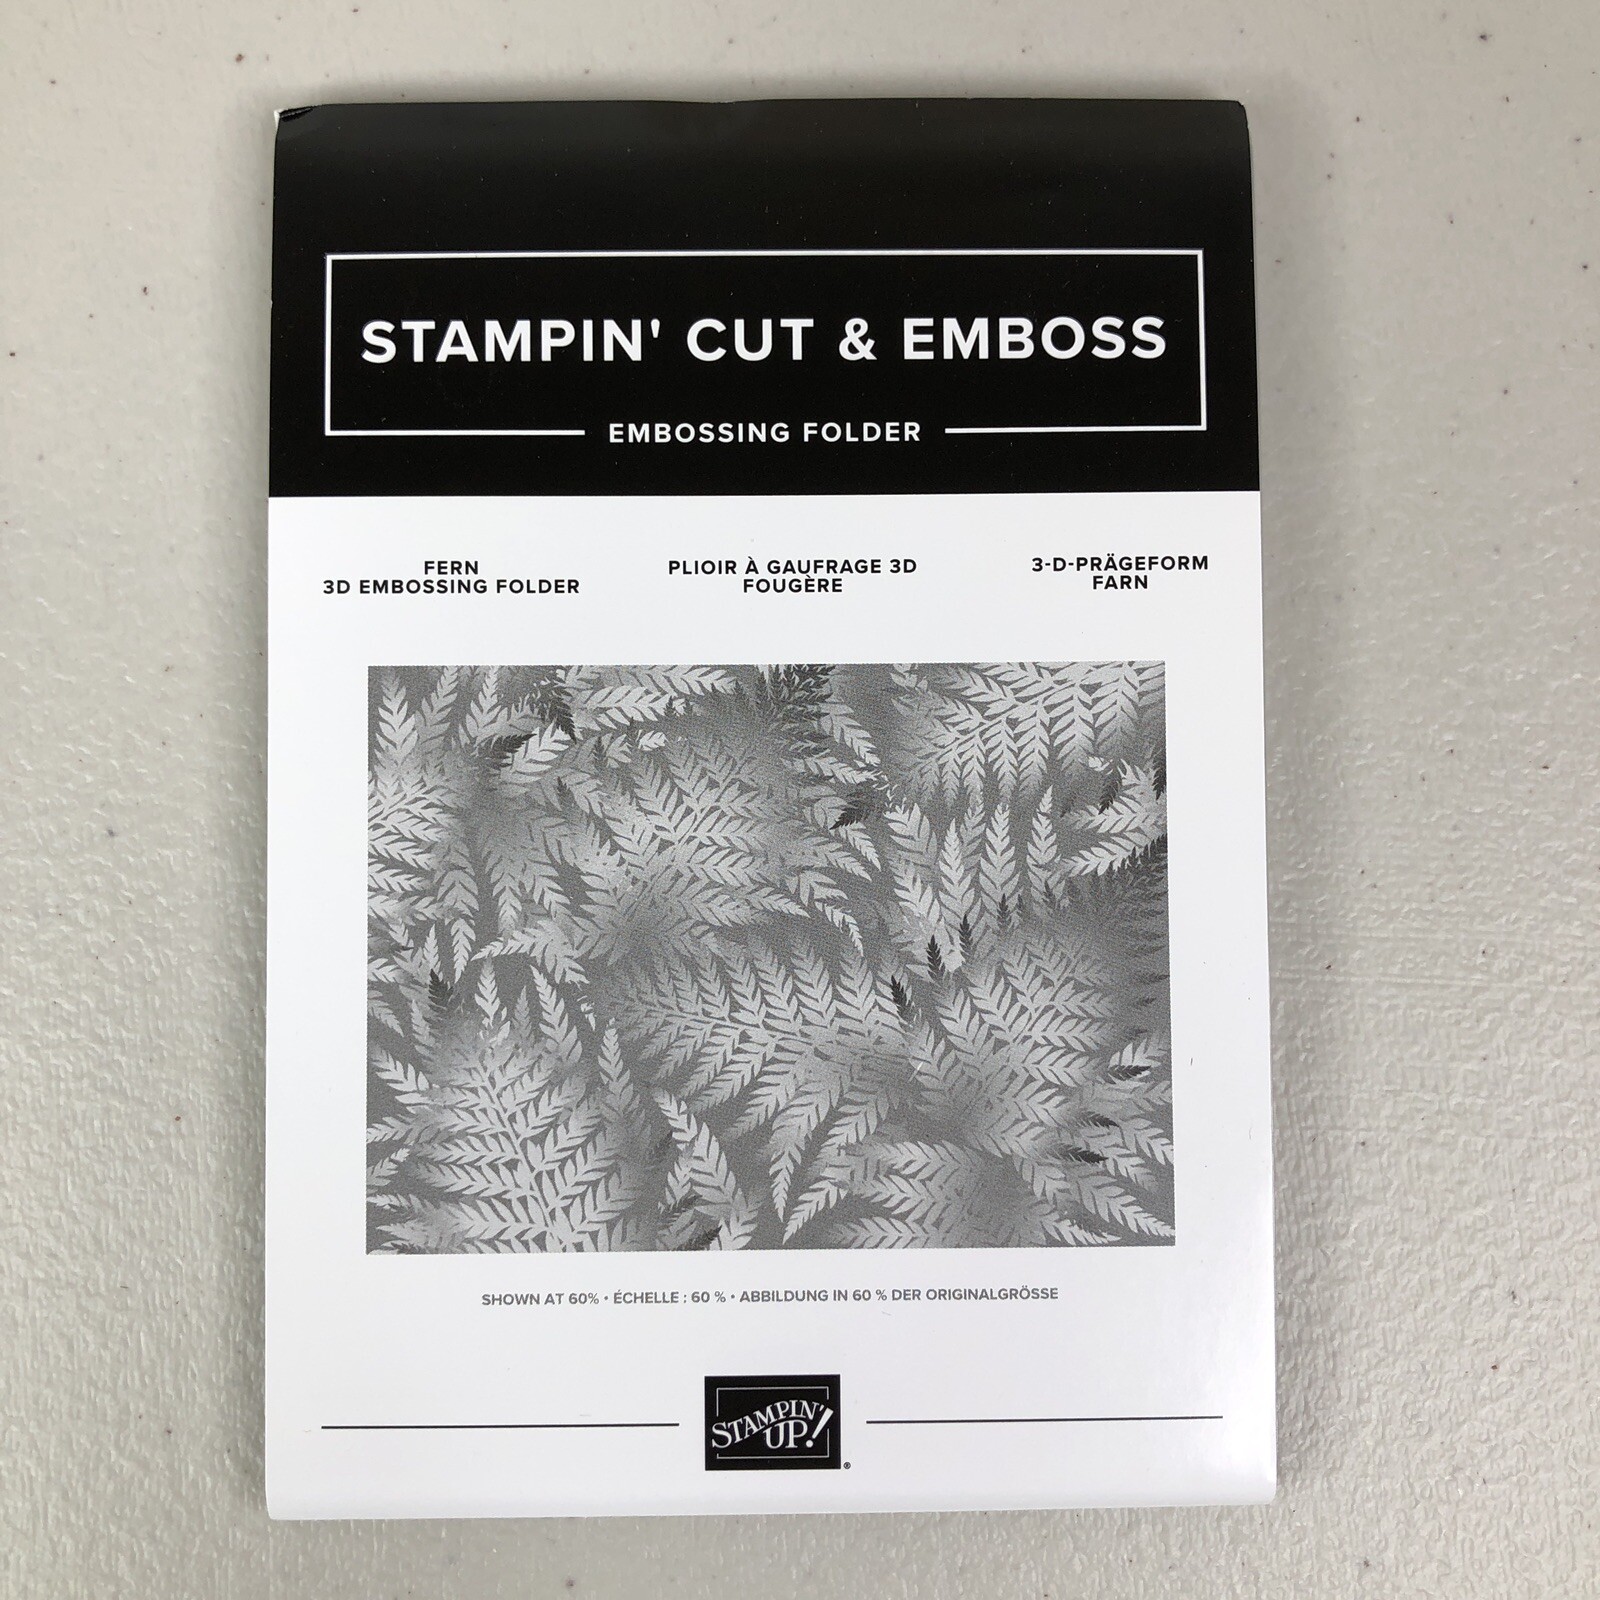 STAMPIN' CUT & EMBOSS
EMBOSSING FOLDER
FERN
3D EMBOSSING FOLDER
PLIOIR À GAUFRAGE 3D
FOUGÈRE
3-D-PRÄGEFORM
FARN
SHOWN AT 60% • ÉCHELLE : 60 % • ABBILDUNG IN 60 % DER ORIGINALGRÖSSE
STAMPIN'
UP!®